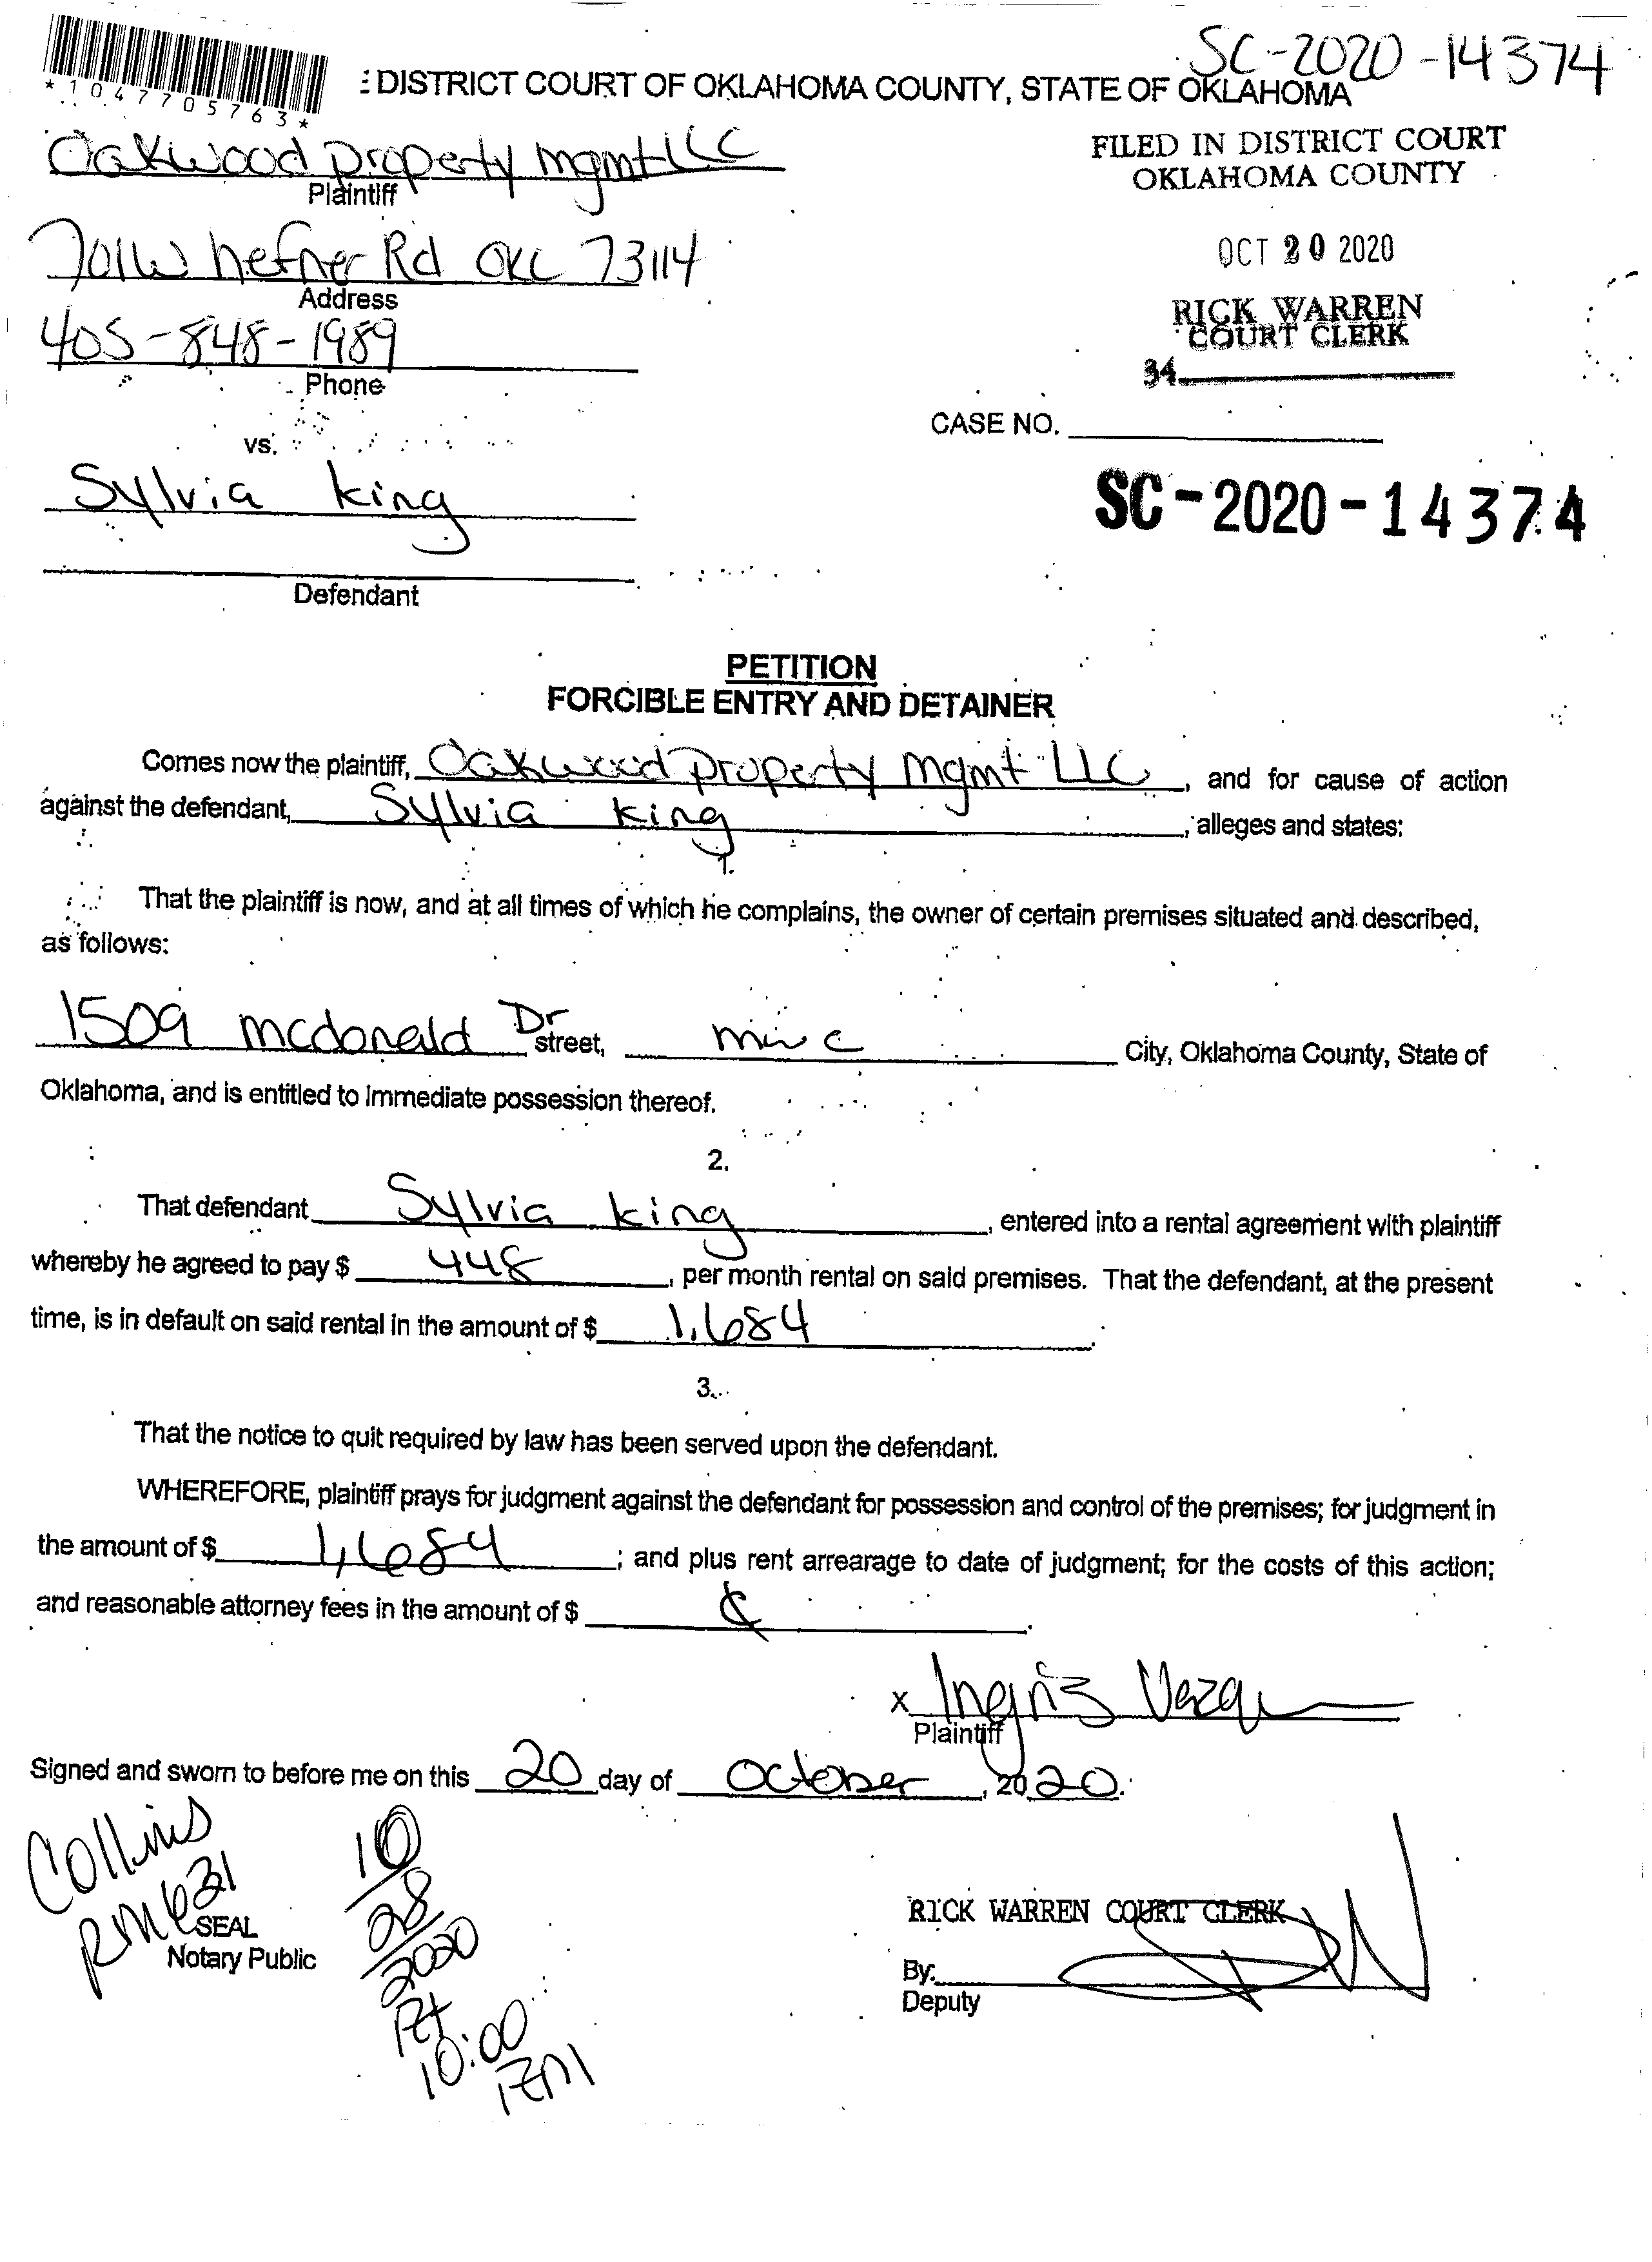 SC-2020-14374
*1047705763*
DISTRICT COURT OF OKLAHOMA COUNTY, STATE OF OKLAHOMA
Oakwood Property mgmt LLC
Plaintiff
FILED IN DISTRICT COURT
OKLAHOMA COUNTY
701 W hefner Rd OKC 73114
Address
OCT 20 2020
405-848-1989
Phone
RICK WARREN
COURT CLERK
34
vs.
CASE NO.
Sylvia king
SC-2020-14374
Defendant
PETITION
FORCIBLE ENTRY AND DETAINER
Comes now the plaintiff, Oakwood Property Mgmt LLC, and for cause of action
against the defendant, Sylvia king, alleges and states:
1.
That the plaintiff is now, and at all times of which he complains, the owner of certain premises situated and described,
as follows:
1509 mcdonald Dr street, mwc City, Oklahoma County, State of
Oklahoma, and is entitled to immediate possession thereof.
2.
That defendant Sylvia king, entered into a rental agreement with plaintiff
whereby he agreed to pay $ 448, per month rental on said premises. That the defendant, at the present
time, is in default on said rental in the amount of $ 1,684.
3.
That the notice to quit required by law has been served upon the defendant.
WHEREFORE, plaintiff prays for judgment against the defendant for possession and control of the premises; for judgment in
the amount of $ 1,684; and plus rent arrearage to date of judgment; for the costs of this action;
and reasonable attorney fees in the amount of $
x Ingris
Plaintiff
Signed and sworn to before me on this 20 day of October, 2020.
Collins
RM 631
SEAL
Notary Public
10
28
2020
At
10:00
AM
RICK WARREN COURT CLERK
By:
Deputy